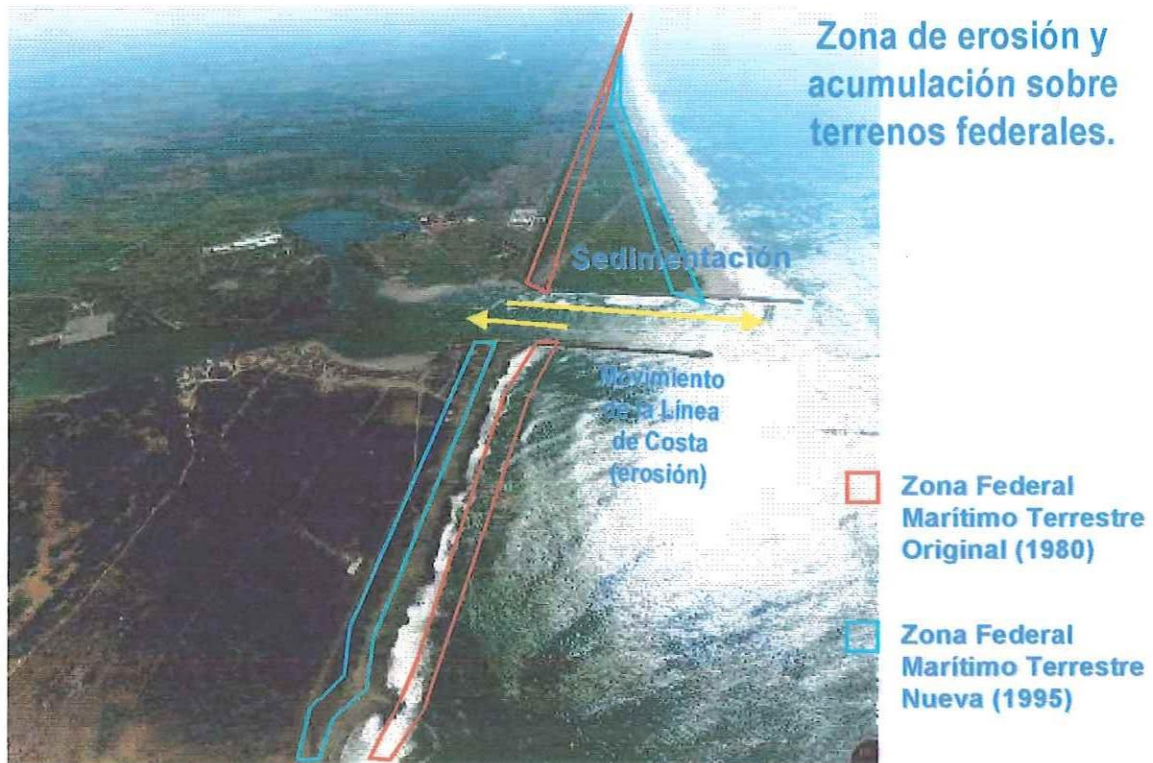 Zona de erosión y
acumulación sobre
terrenos federales.
Sedimentación
Movimiento
de la Línea
de Costa
(erosión)
Zona Federal
Marítimo Terrestre
Original (1980)
Zona Federal
Marítimo Terrestre
Nueva (1995)